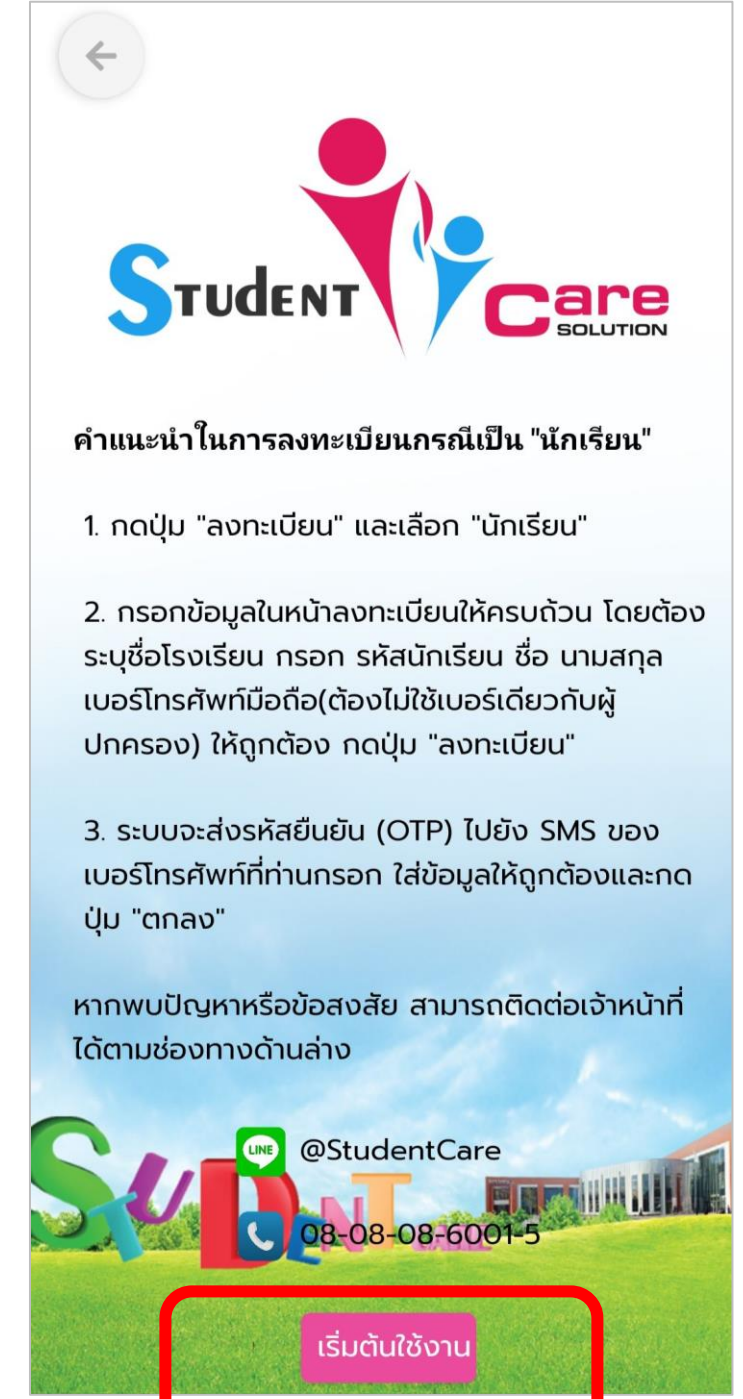 STUDENT Care
SOLUTION
คำแนะนำในการลงทะเบียนกรณีเป็น "นักเรียน"
1. กดปุ่ม "ลงทะเบียน" และเลือก "นักเรียน"
2. กรอกข้อมูลในหน้าลงทะเบียนให้ครบถ้วน โดยต้อง
ระบุชื่อโรงเรียน กรอก รหัสนักเรียน ชื่อ นามสกุล
เบอร์โทรศัพท์มือถือ(ต้องไม่ใช้เบอร์เดียวกับผู้
ปกครอง) ให้ถูกต้อง กดปุ่ม "ลงทะเบียน"
3. ระบบจะส่งรหัสยืนยัน (OTP) ไปยัง SMS ของ
เบอร์โทรศัพท์ที่ท่านกรอก ใส่ข้อมูลให้ถูกต้องและกด
ปุ่ม "ตกลง"
หากพบปัญหาหรือข้อสงสัย สามารถติดต่อเจ้าหน้าที่
ได้ตามช่องทางด้านล่าง
LINE @StudentCare
STUDENT
08-08-08-6001-5
เริ่มต้นใช้งาน